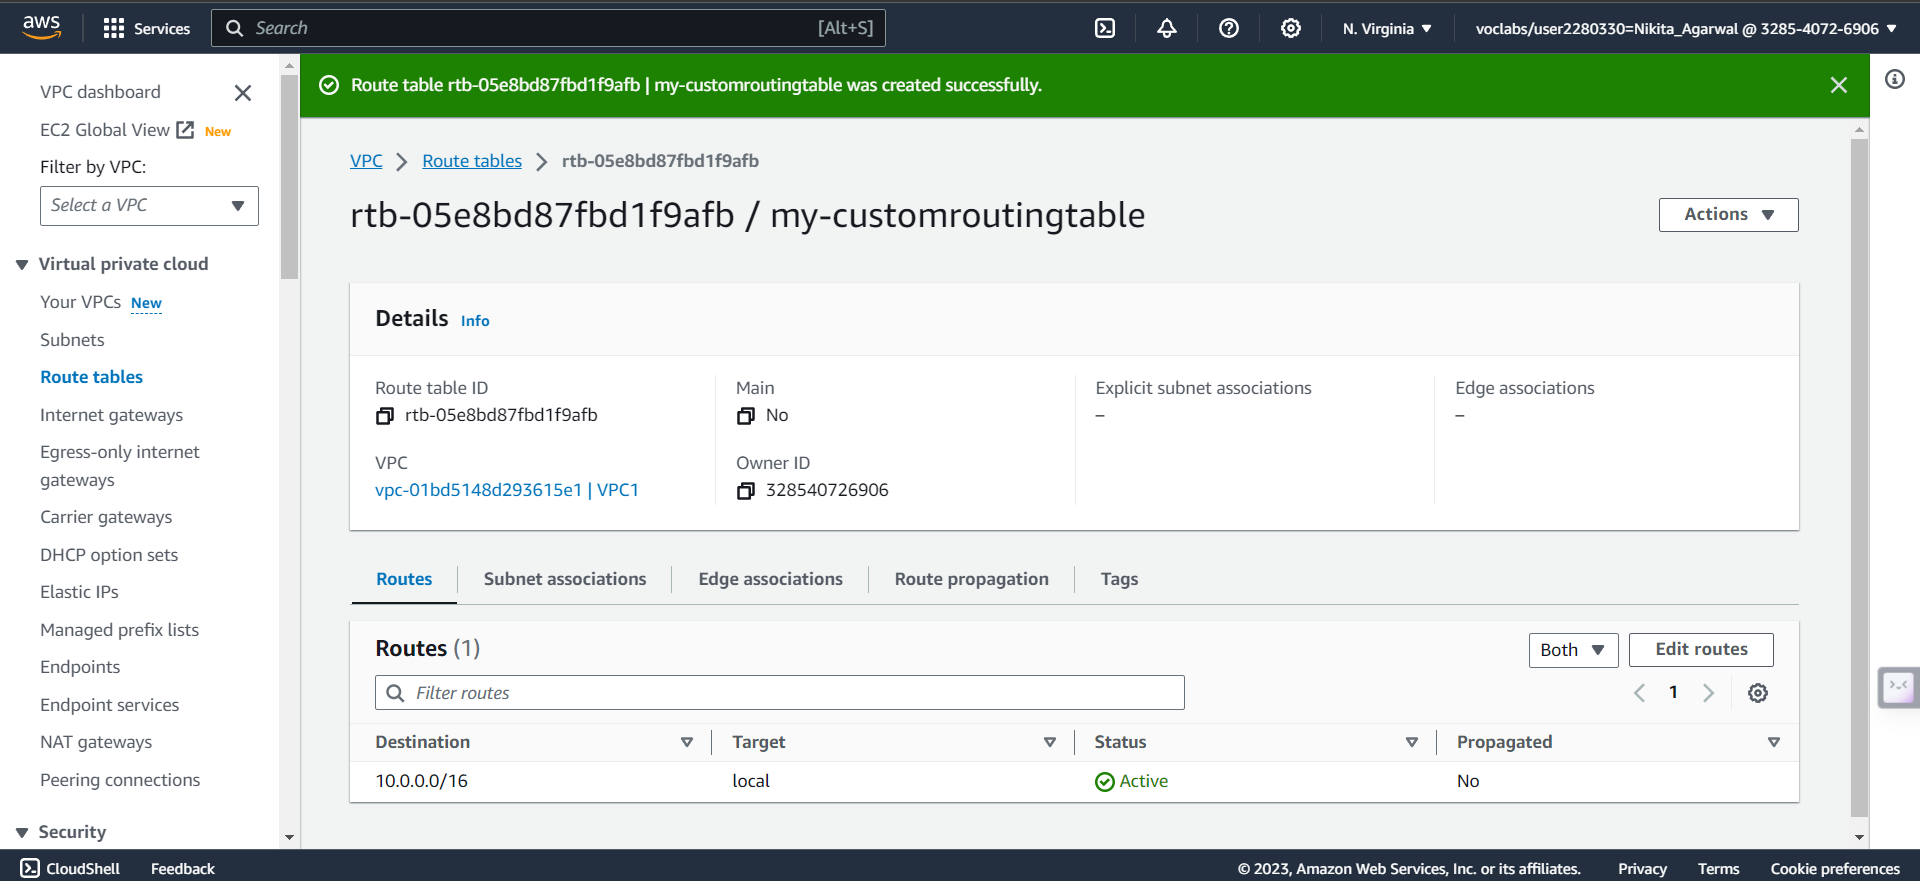 aws Services Search [Alt+S] N. Virginia voclabs/user2280330=Nikita_Agarwal @ 3285-4072-6906
VPC dashboard
EC2 Global View New
Filter by VPC:
Select a VPC
Virtual private cloud
Your VPCs New
Subnets
Route tables
Internet gateways
Egress-only internet
gateways
Carrier gateways
DHCP option sets
Elastic IPs
Managed prefix lists
Endpoints
Endpoint services
NAT gateways
Peering connections
Security
Route table rtb-05e8bd87fbd1f9afb | my-customroutingtable was created successfully.
VPC Route tables rtb-05e8bd87fbd1f9afb
rtb-05e8bd87fbd1f9afb / my-customroutingtable
Actions
Details Info
Route table ID Main Explicit subnet associations Edge associations
rtb-05e8bd87fbd1f9afb No – –
VPC Owner ID
vpc-01bd5148d293615e1 | VPC1 328540726906
Routes Subnet associations Edge associations Route propagation Tags
Routes (1) Both Edit routes
Filter routes 1
Destination Target Status Propagated
10.0.0.0/16 local Active No
CloudShell Feedback © 2023, Amazon Web Services, Inc. or its affiliates. Privacy Terms Cookie preferences